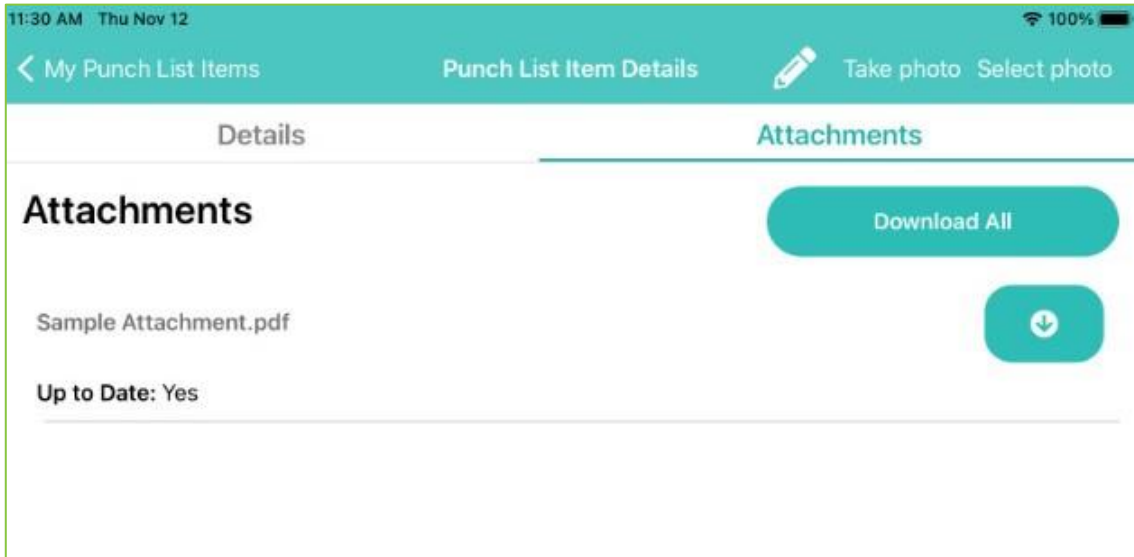 11:30 AM Thu Nov 12 100%
My Punch List Items Punch List Item Details Take photo Select photo
Details Attachments
Attachments Download All
Sample Attachment.pdf
Up to Date: Yes